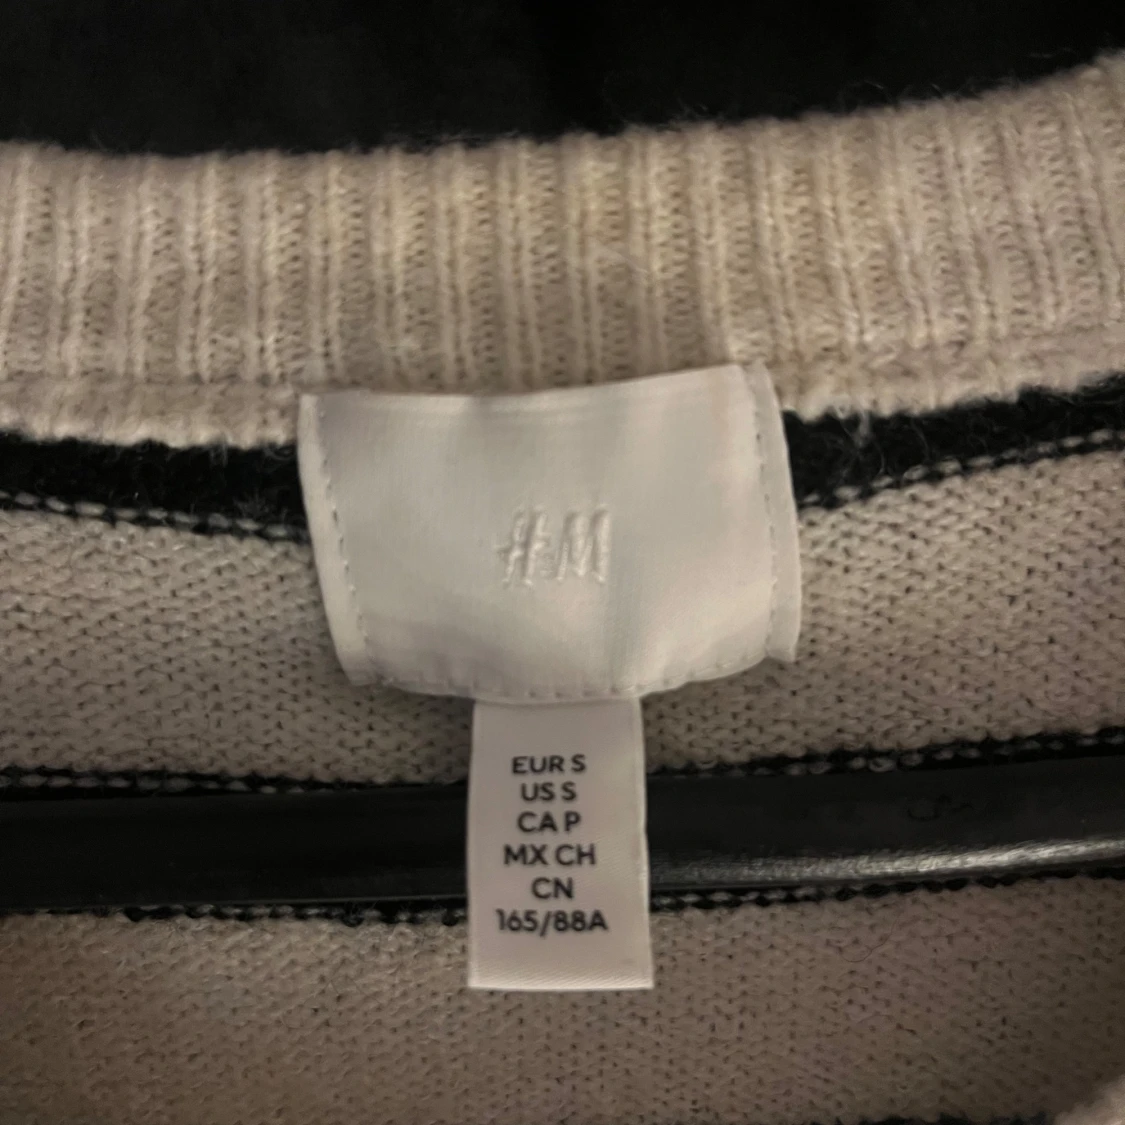 H&M
EUR S
US S
CA P
MX CH
CN
165/88A